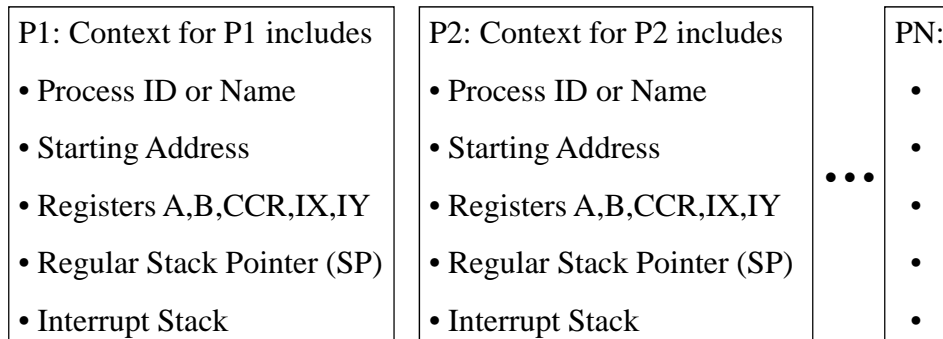 P1: Context for P1 includes
• Process ID or Name
• Starting Address
• Registers A,B,CCR,IX,IY
• Regular Stack Pointer (SP)
• Interrupt Stack
P2: Context for P2 includes
• Process ID or Name
• Starting Address
• Registers A,B,CCR,IX,IY
• Regular Stack Pointer (SP)
• Interrupt Stack
•••
PN:
•
•
•
•
•